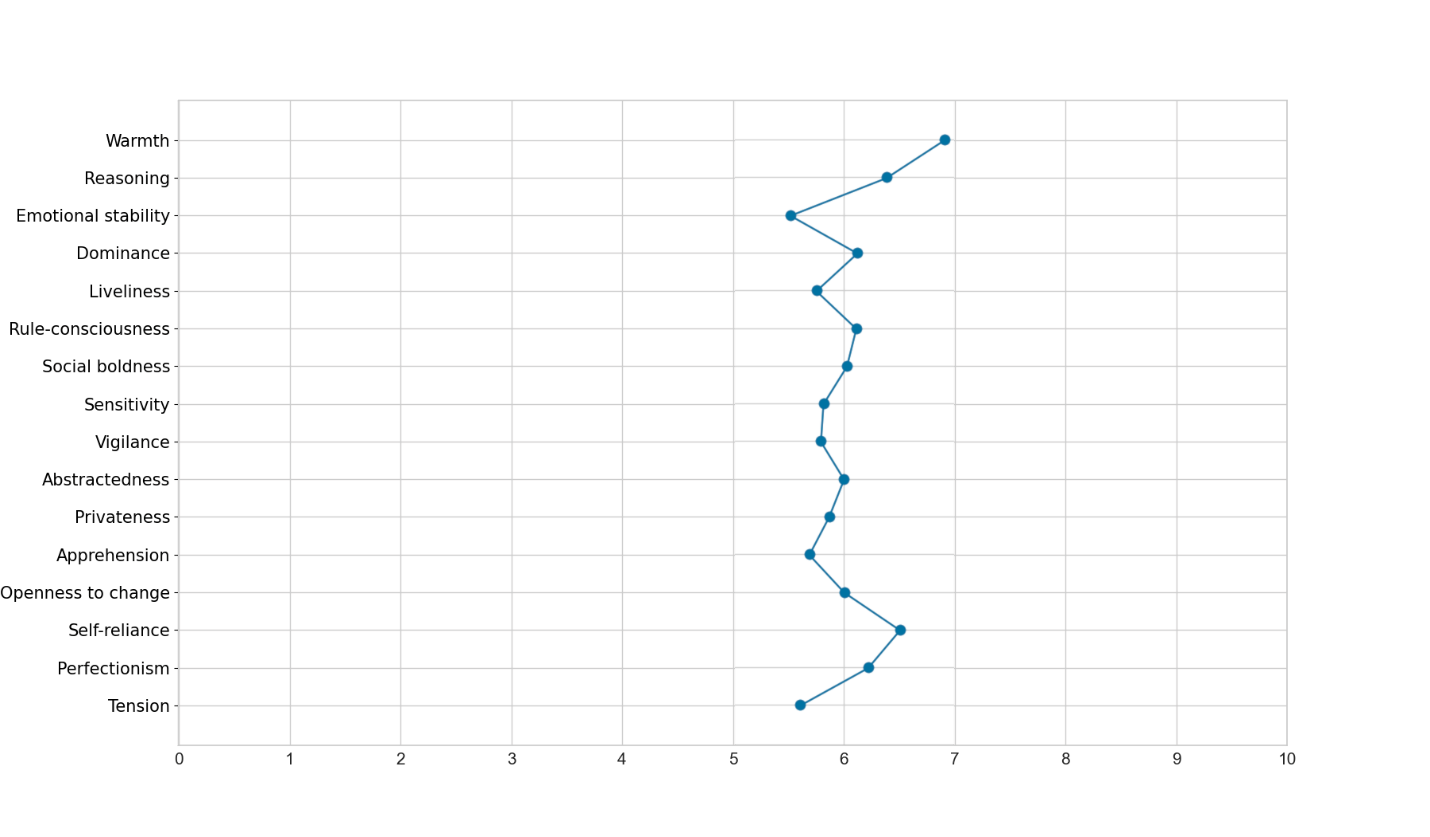 Warmth
Reasoning
Emotional stability
Dominance
Liveliness
Rule-consciousness
Social boldness
Sensitivity
Vigilance
Abstractedness
Privateness
Apprehension
Openness to change
Self-reliance
Perfectionism
Tension
0 1 2 3 4 5 6 7 8 9 10